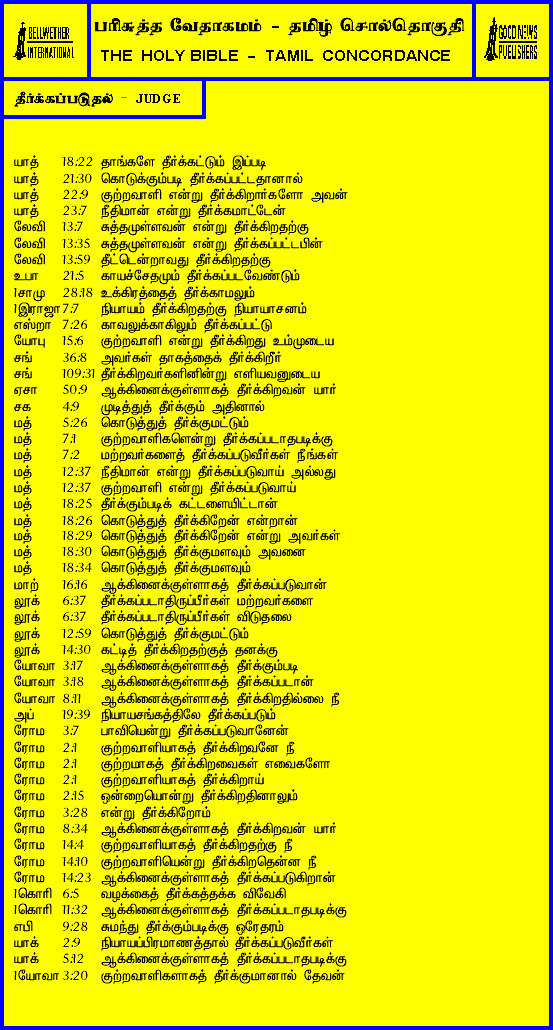 BELLWETHER
INTERNATIONAL
பரிசுத்த வேதாகமம் - தமிழ் சொல்தொகுதி
THE HOLY BIBLE - TAMIL CONCORDANCE
GOOD NEWS
PUBLISHERS
தீர்க்கப்படுதல் - JUDGE
யாத் 18:22 தாங்களே தீர்க்கட்டும் இப்படி
யாத் 21:30 கொடுக்கும்படி தீர்க்கப்பட்டதானால்
யாத் 22:9 குற்றவாளி என்று தீர்க்கிறார்களோ அவன்
யாத் 23:7 நீதிமான் என்று தீர்க்கமாட்டேன்
லேவி 13:7 சுத்தமுள்ளவன் என்று தீர்க்கிறதற்கு
லேவி 13:35 சுத்தமுள்ளவன் என்று தீர்க்கப்பட்டபின்
லேவி 13:59 தீட்டென்றாவது தீர்க்கிறதற்கு
உபா 21:5 காயச்சேதமும் தீர்க்கப்படவேண்டும்
1சாமு 28:18 உக்கிரத்தைத் தீர்க்காமலும்
1இராஜா 7:7 நியாயம் தீர்க்கிறதற்கு நியாயாசனம்
எஸ்றா 7:26 காவலுக்காகிலும் தீர்க்கப்பட்டு
யோபு 15:6 குற்றவாளி என்று தீர்க்கிறது உம்முடைய
சங் 36:8 அவர்கள் தாகத்தைக் தீர்க்கிறீர்
சங் 109:31 தீர்க்கிறவர்களினின்று எளியவனுடைய
ஏசா 50:9 ஆக்கினைக்குள்ளாகத் தீர்க்கிறவன் யார்
சக 4:9 முடித்துத் தீர்க்கும் அதினால்
மத் 5:26 கொடுத்துத் தீர்க்குமட்டும்
மத் 7:1 குற்றவாளிகளென்று தீர்க்கப்படாதபடிக்கு
மத் 7:2 மற்றவர்களைத் தீர்க்கப்படுவீர்கள் நீங்கள்
மத் 12:37 நீதிமான் என்று தீர்க்கப்படுவாய் அல்லது
மத் 12:37 குற்றவாளி என்று தீர்க்கப்படுவாய்
மத் 18:25 தீர்க்கும்படிக் கட்டளையிட்டான்
மத் 18:26 கொடுத்துத் தீர்க்கிறேன் என்றான்
மத் 18:29 கொடுத்துத் தீர்க்கிறேன் என்று அவர்கள்
மத் 18:30 கொடுத்துத் தீர்க்குமளவும் அவனை
மத் 18:34 கொடுத்துத் தீர்க்குமளவும்
மாற் 16:16 ஆக்கினைக்குள்ளாகத் தீர்க்கப்படுவான்
லூக் 6:37 தீர்க்கப்படாதிருப்பீர்கள் மற்றவர்களை
லூக் 6:37 தீர்க்கப்படாதிருப்பீர்கள் விடுதலை
லூக் 12:59 கொடுத்துத் தீர்க்குமட்டும்
லூக் 14:30 கட்டித் தீர்க்கிறதற்குத் தனக்கு
யோவா 3:17 ஆக்கினைக்குள்ளாகத் தீர்க்கும்படி
யோவா 3:18 ஆக்கினைக்குள்ளாகத் தீர்க்கப்படான்
யோவா 8:11 ஆக்கினைக்குள்ளாகத் தீர்க்கிறதில்லை நீ
அப் 19:39 நியாயசங்கத்திலே தீர்க்கப்படும்
ரோம 3:7 பாவியென்று தீர்க்கப்படுவானேன்
ரோம 2:1 குற்றவாளியாகத் தீர்க்கிறவனே நீ
ரோம 2:1 குற்றமாகத் தீர்க்கிறவைகள் எவைகளோ
ரோம 2:1 குற்றவாளியாகத் தீர்க்கிறாய்
ரோம 2:15 ஒன்றையொன்று தீர்க்கிறதினாலும்
ரோம 3:28 என்று தீர்க்கிறோம்
ரோம 8:34 ஆக்கினைக்குள்ளாகத் தீர்க்கிறவன் யார்
ரோம 14:4 குற்றவாளியாகத் தீர்க்கிறதற்கு நீ
ரோம 14:10 குற்றவாளியென்று தீர்க்கிறதென்ன நீ
ரோம 14:23 ஆக்கினைக்குள்ளாகத் தீர்க்கப்படுகிறான்
1கொரி 6:5 வழக்கைத் தீர்க்கத்தக்க விவேகி
1கொரி 11:32 ஆக்கினைக்குள்ளாகத் தீர்க்கப்படாதபடிக்கு
எபி 9:28 சுமந்து தீர்க்கும்படிக்கு ஒரேதரம்
யாக் 2:9 நியாயப்பிரமாணத்தால் தீர்க்கப்படுவீர்கள்
யாக் 5:12 ஆக்கினைக்குள்ளாகத் தீர்க்கப்படாதபடிக்கு
1யோவா 3:20 குற்றவாளிகளாகத் தீர்க்குமானால் தேவன்